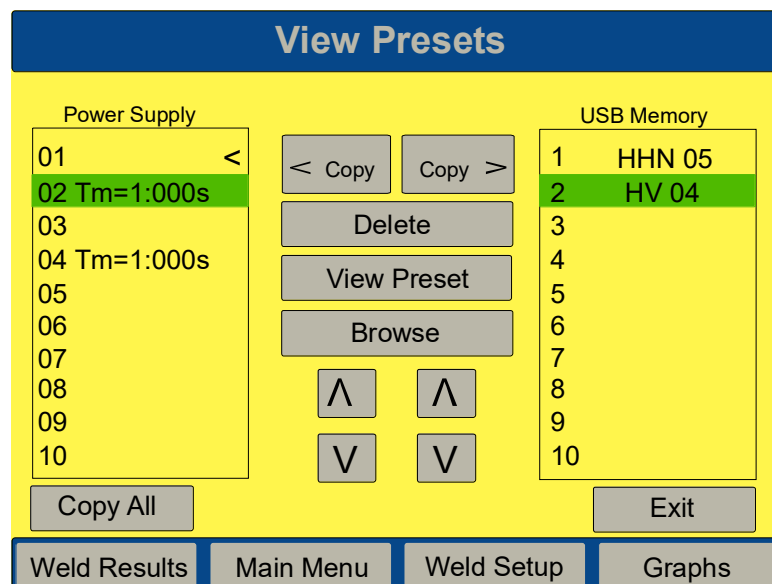 View Presets
Power Supply
01 <
02 Tm=1:000s
03
04 Tm=1:000s
05
06
07
08
09
10
Copy All
< Copy
Copy >
Delete
View Preset
Browse
Λ Λ
V V
USB Memory
1 HHN 05
2 HV 04
3
4
5
6
7
8
9
10
Exit
Weld Results
Main Menu
Weld Setup
Graphs